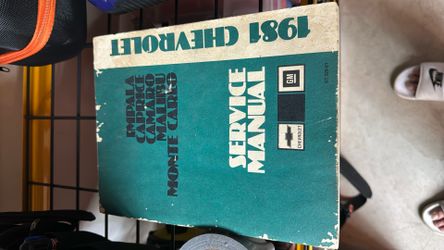 1981 CHEVROLET
IMPALA
CAPRICE
CAMARO
MALIBU
MONTE CARLO
SERVICE
MANUAL
GM
CHEVROLET